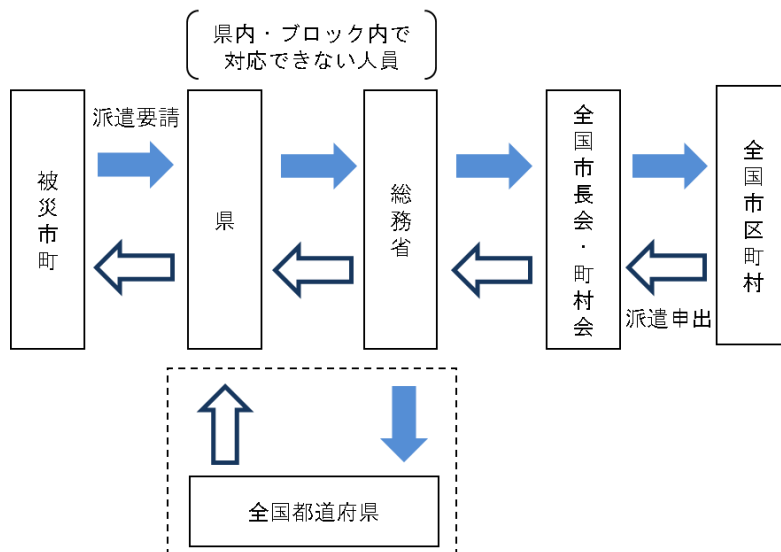 県内・ブロック内で
対応できない人員
派遣要請
被災市町
県
総務省
全国市長会・町村会
全国市区町村
派遣申出
全国都道府県